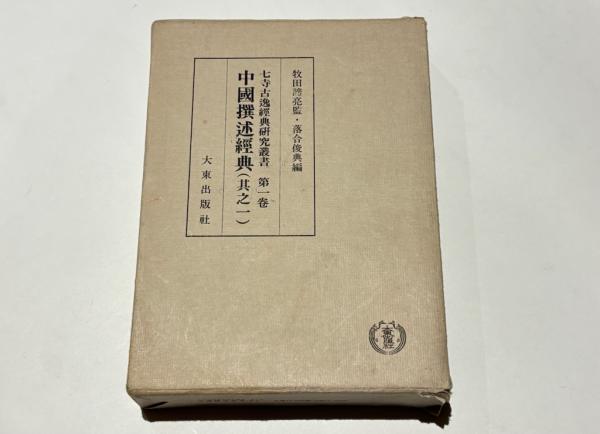 牧田諦亮監・落合俊典編
七寺古逸經典研究叢書 第一卷
中國撰述經典（其之一）
大東出版社